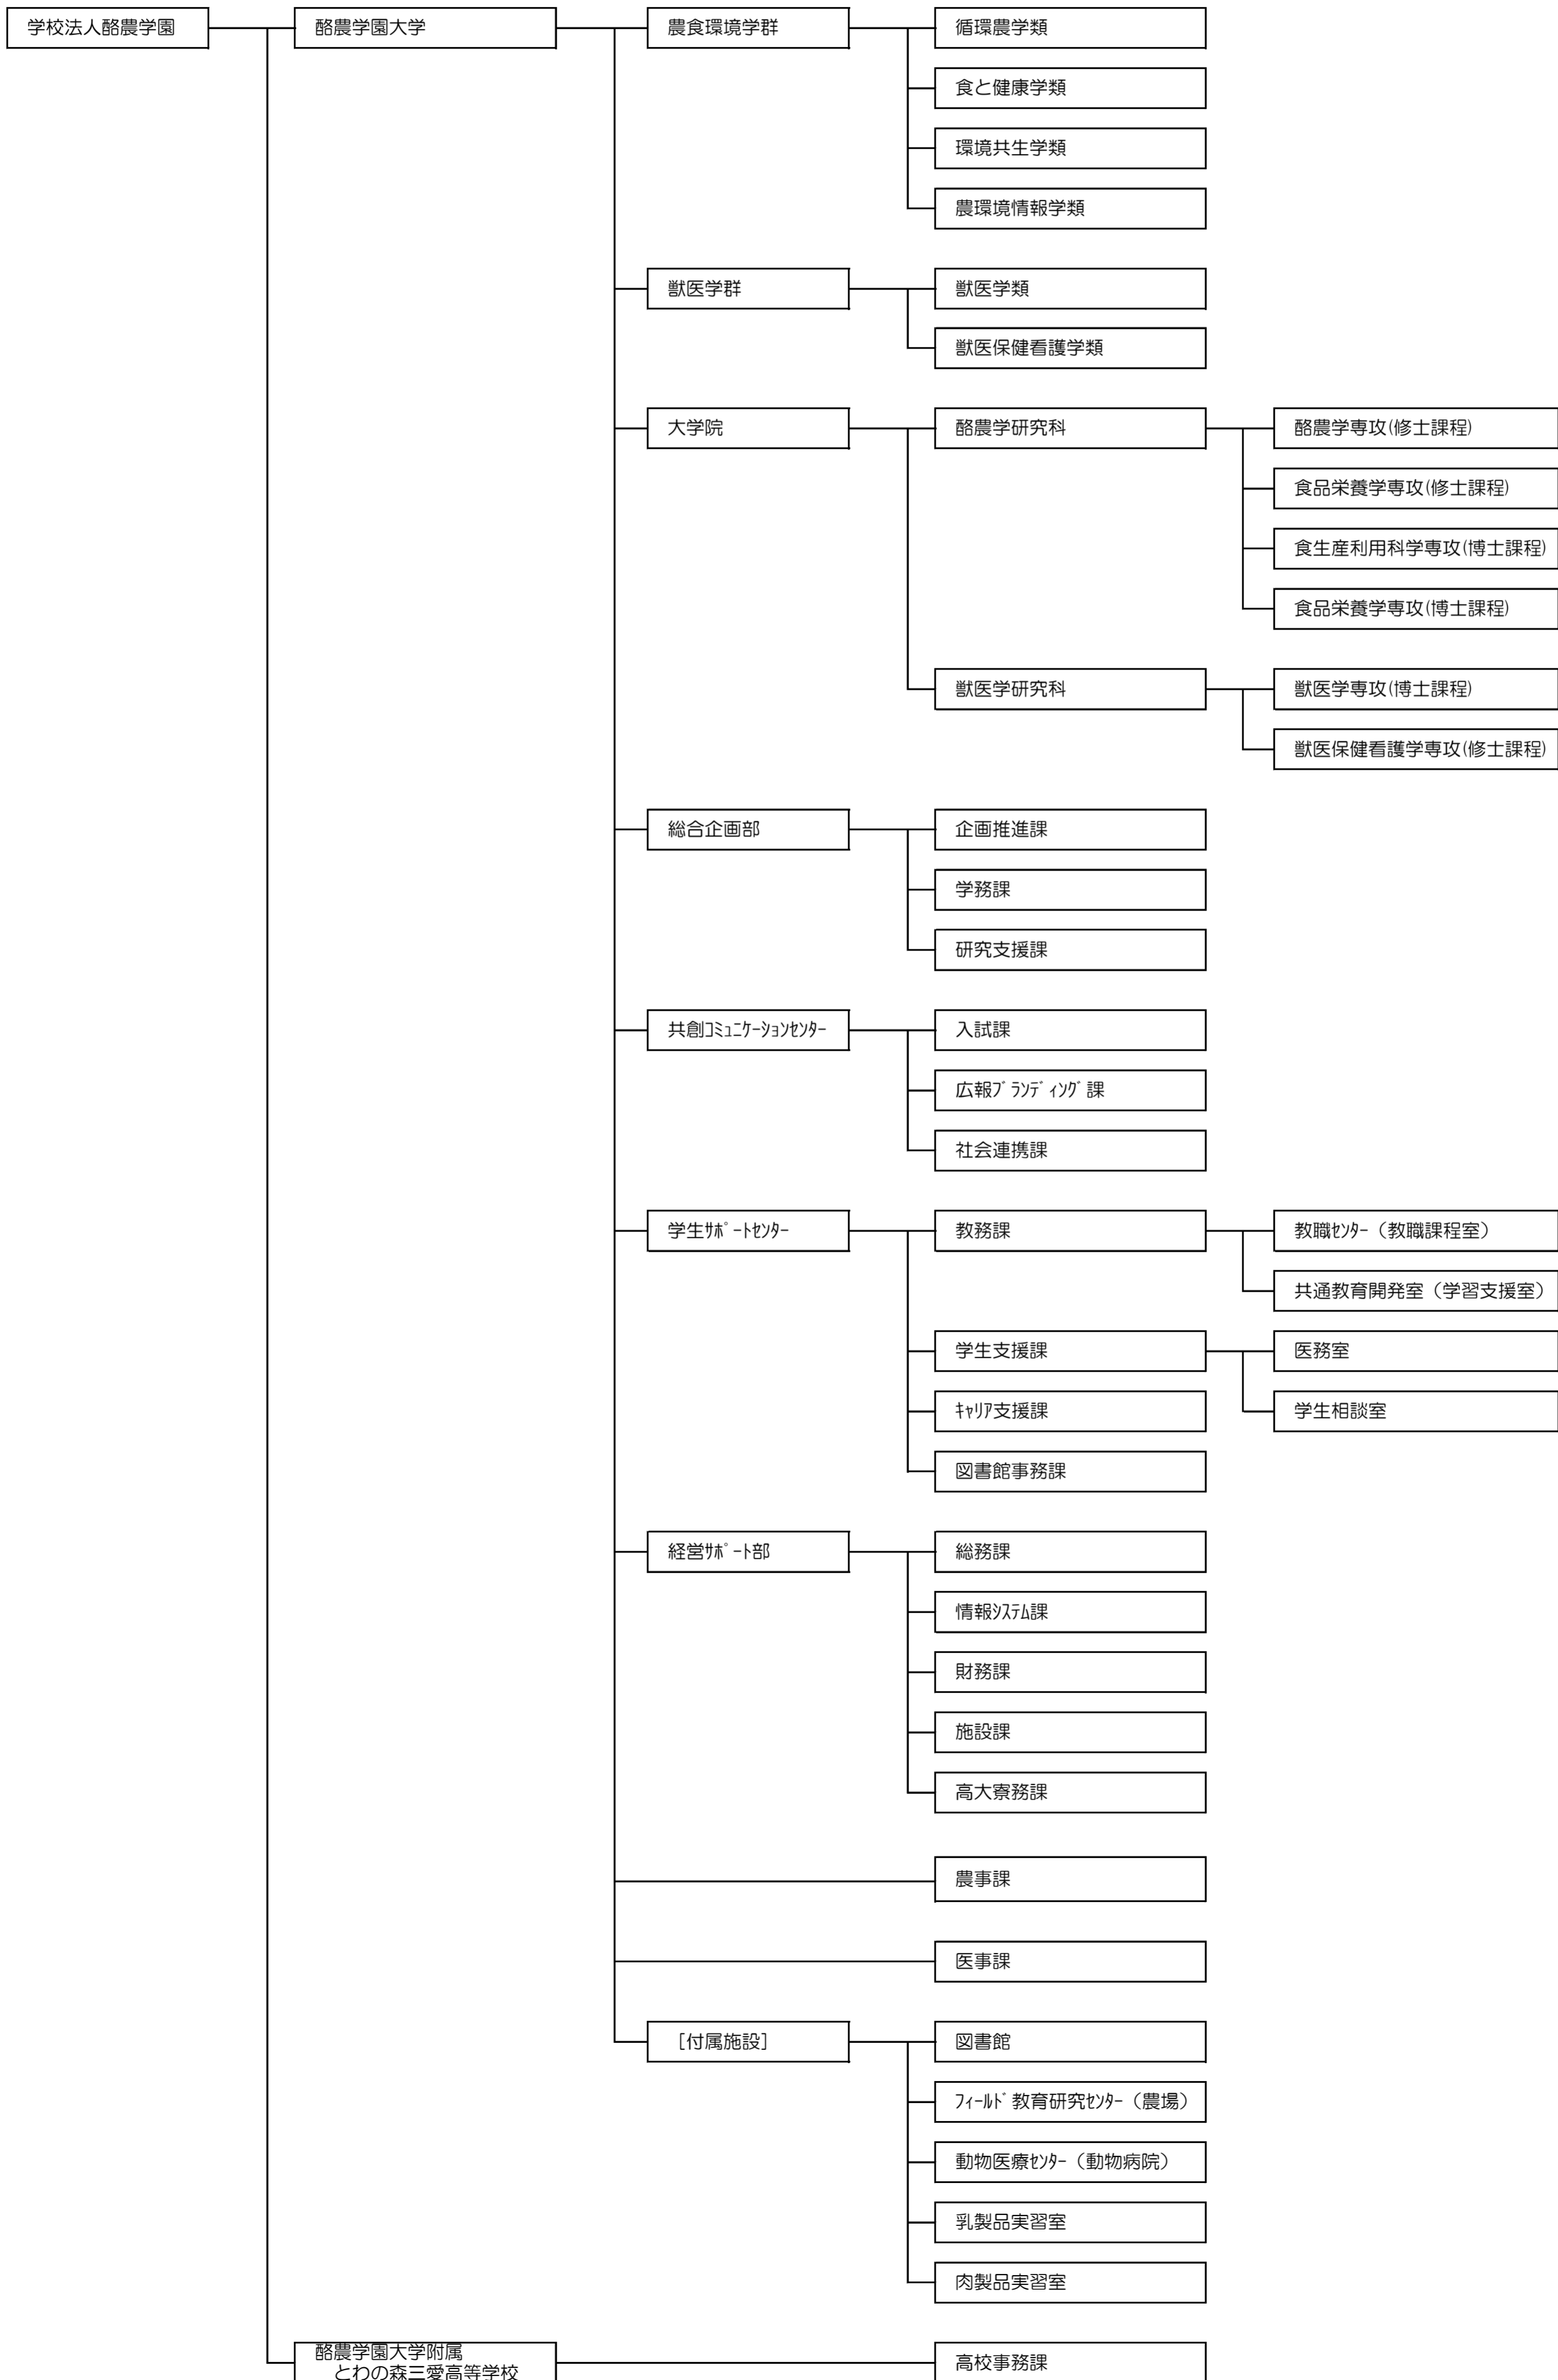 学校法人酪農学園
酪農学園大学
農食環境学群
循環農学類
食と健康学類
環境共生学類
農環境情報学類
獣医学群
獣医学類
獣医保健看護学類
大学院
酪農学研究科
酪農学専攻(修士課程)
食品栄養学専攻(修士課程)
食生産利用科学専攻(博士課程)
食品栄養学専攻(博士課程)
獣医学研究科
獣医学専攻(博士課程)
獣医保健看護学専攻(修士課程)
総合企画部
企画推進課
学務課
研究支援課
共創ｺﾐｭﾆｹｰｼｮﾝｾﾝﾀｰ
入試課
広報ﾌﾞﾗﾝﾃﾞｨﾝｸﾞ課
社会連携課
学生ｻﾎﾟｰﾄｾﾝﾀｰ
教務課
教職ｾﾝﾀｰ（教職課程室）
共通教育開発室（学習支援室）
学生支援課
医務室
学生相談室
ｷｬﾘｱ支援課
図書館事務課
経営ｻﾎﾟｰﾄ部
総務課
情報ｼｽﾃﾑ課
財務課
施設課
高大寮務課
農事課
医事課
［付属施設］
図書館
ﾌｨｰﾙﾄﾞ教育研究ｾﾝﾀｰ（農場）
動物医療ｾﾝﾀｰ（動物病院）
乳製品実習室
肉製品実習室
酪農学園大学附属
とわの森三愛高等学校
高校事務課